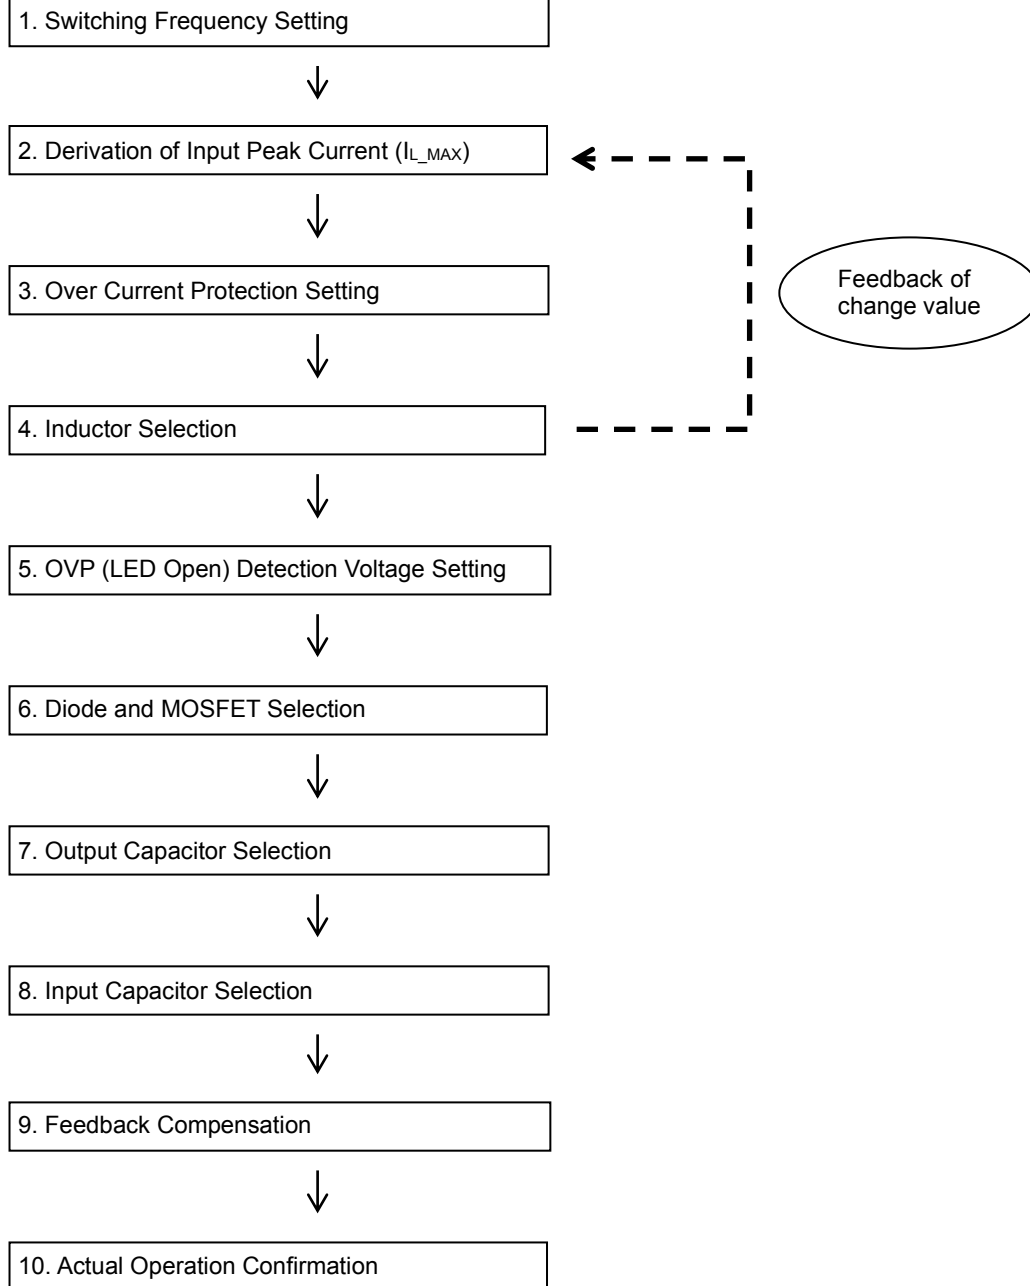 1. Switching Frequency Setting
2. Derivation of Input Peak Current (IL_MAX)
3. Over Current Protection Setting
Feedback of
change value
4. Inductor Selection
5. OVP (LED Open) Detection Voltage Setting
6. Diode and MOSFET Selection
7. Output Capacitor Selection
8. Input Capacitor Selection
9. Feedback Compensation
10. Actual Operation Confirmation